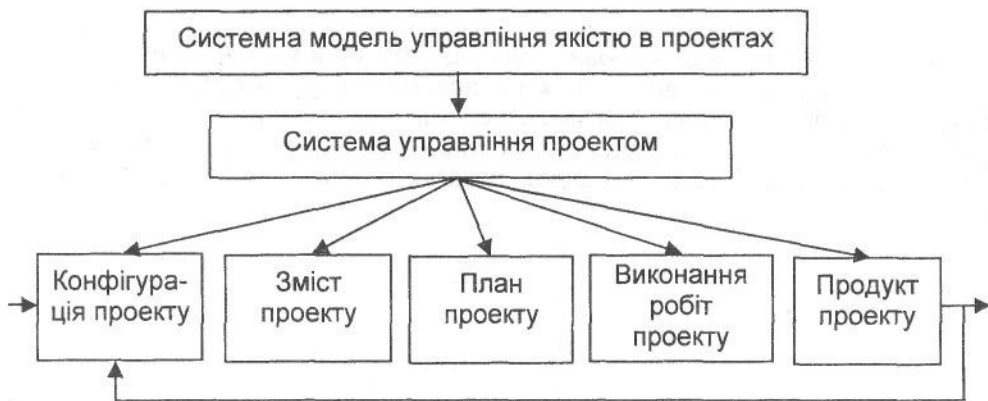 Системна модель управління якістю в проектах
Система управління проектом
Конфігура-
ція проекту
Зміст
проекту
План
проекту
Виконання
робіт
проекту
Продукт
проекту